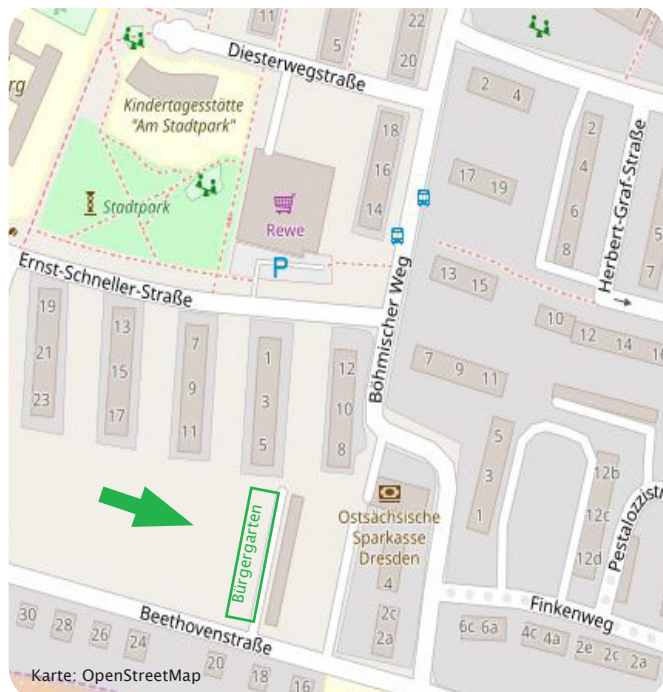 11
5
22
20
Diesterwegstraße
2 4
Kindertagesstätte
"Am Stadtpark"
18
16
14
2
4
6
8
17 19
Herbert-Graf-Straße
5
7
Stadtpark
Rewe
P
Ernst-Schneller-Straße
13 15
Böhmischer Weg
10
12
14
16
19
21
23
13
15
17
7
9
11
1
3
5
12
10
8
7 9 11
5
3
1
12b
12c
12d
Pestalozzistr
Bürgergarten
Ostsächsische
Sparkasse
Dresden
4
2c
2a
Finkenweg
Beethovenstraße
30
28
26
24
20
18
16
6c 6a
4c 4a
2e 2c 2a
Karte: OpenStreetMap